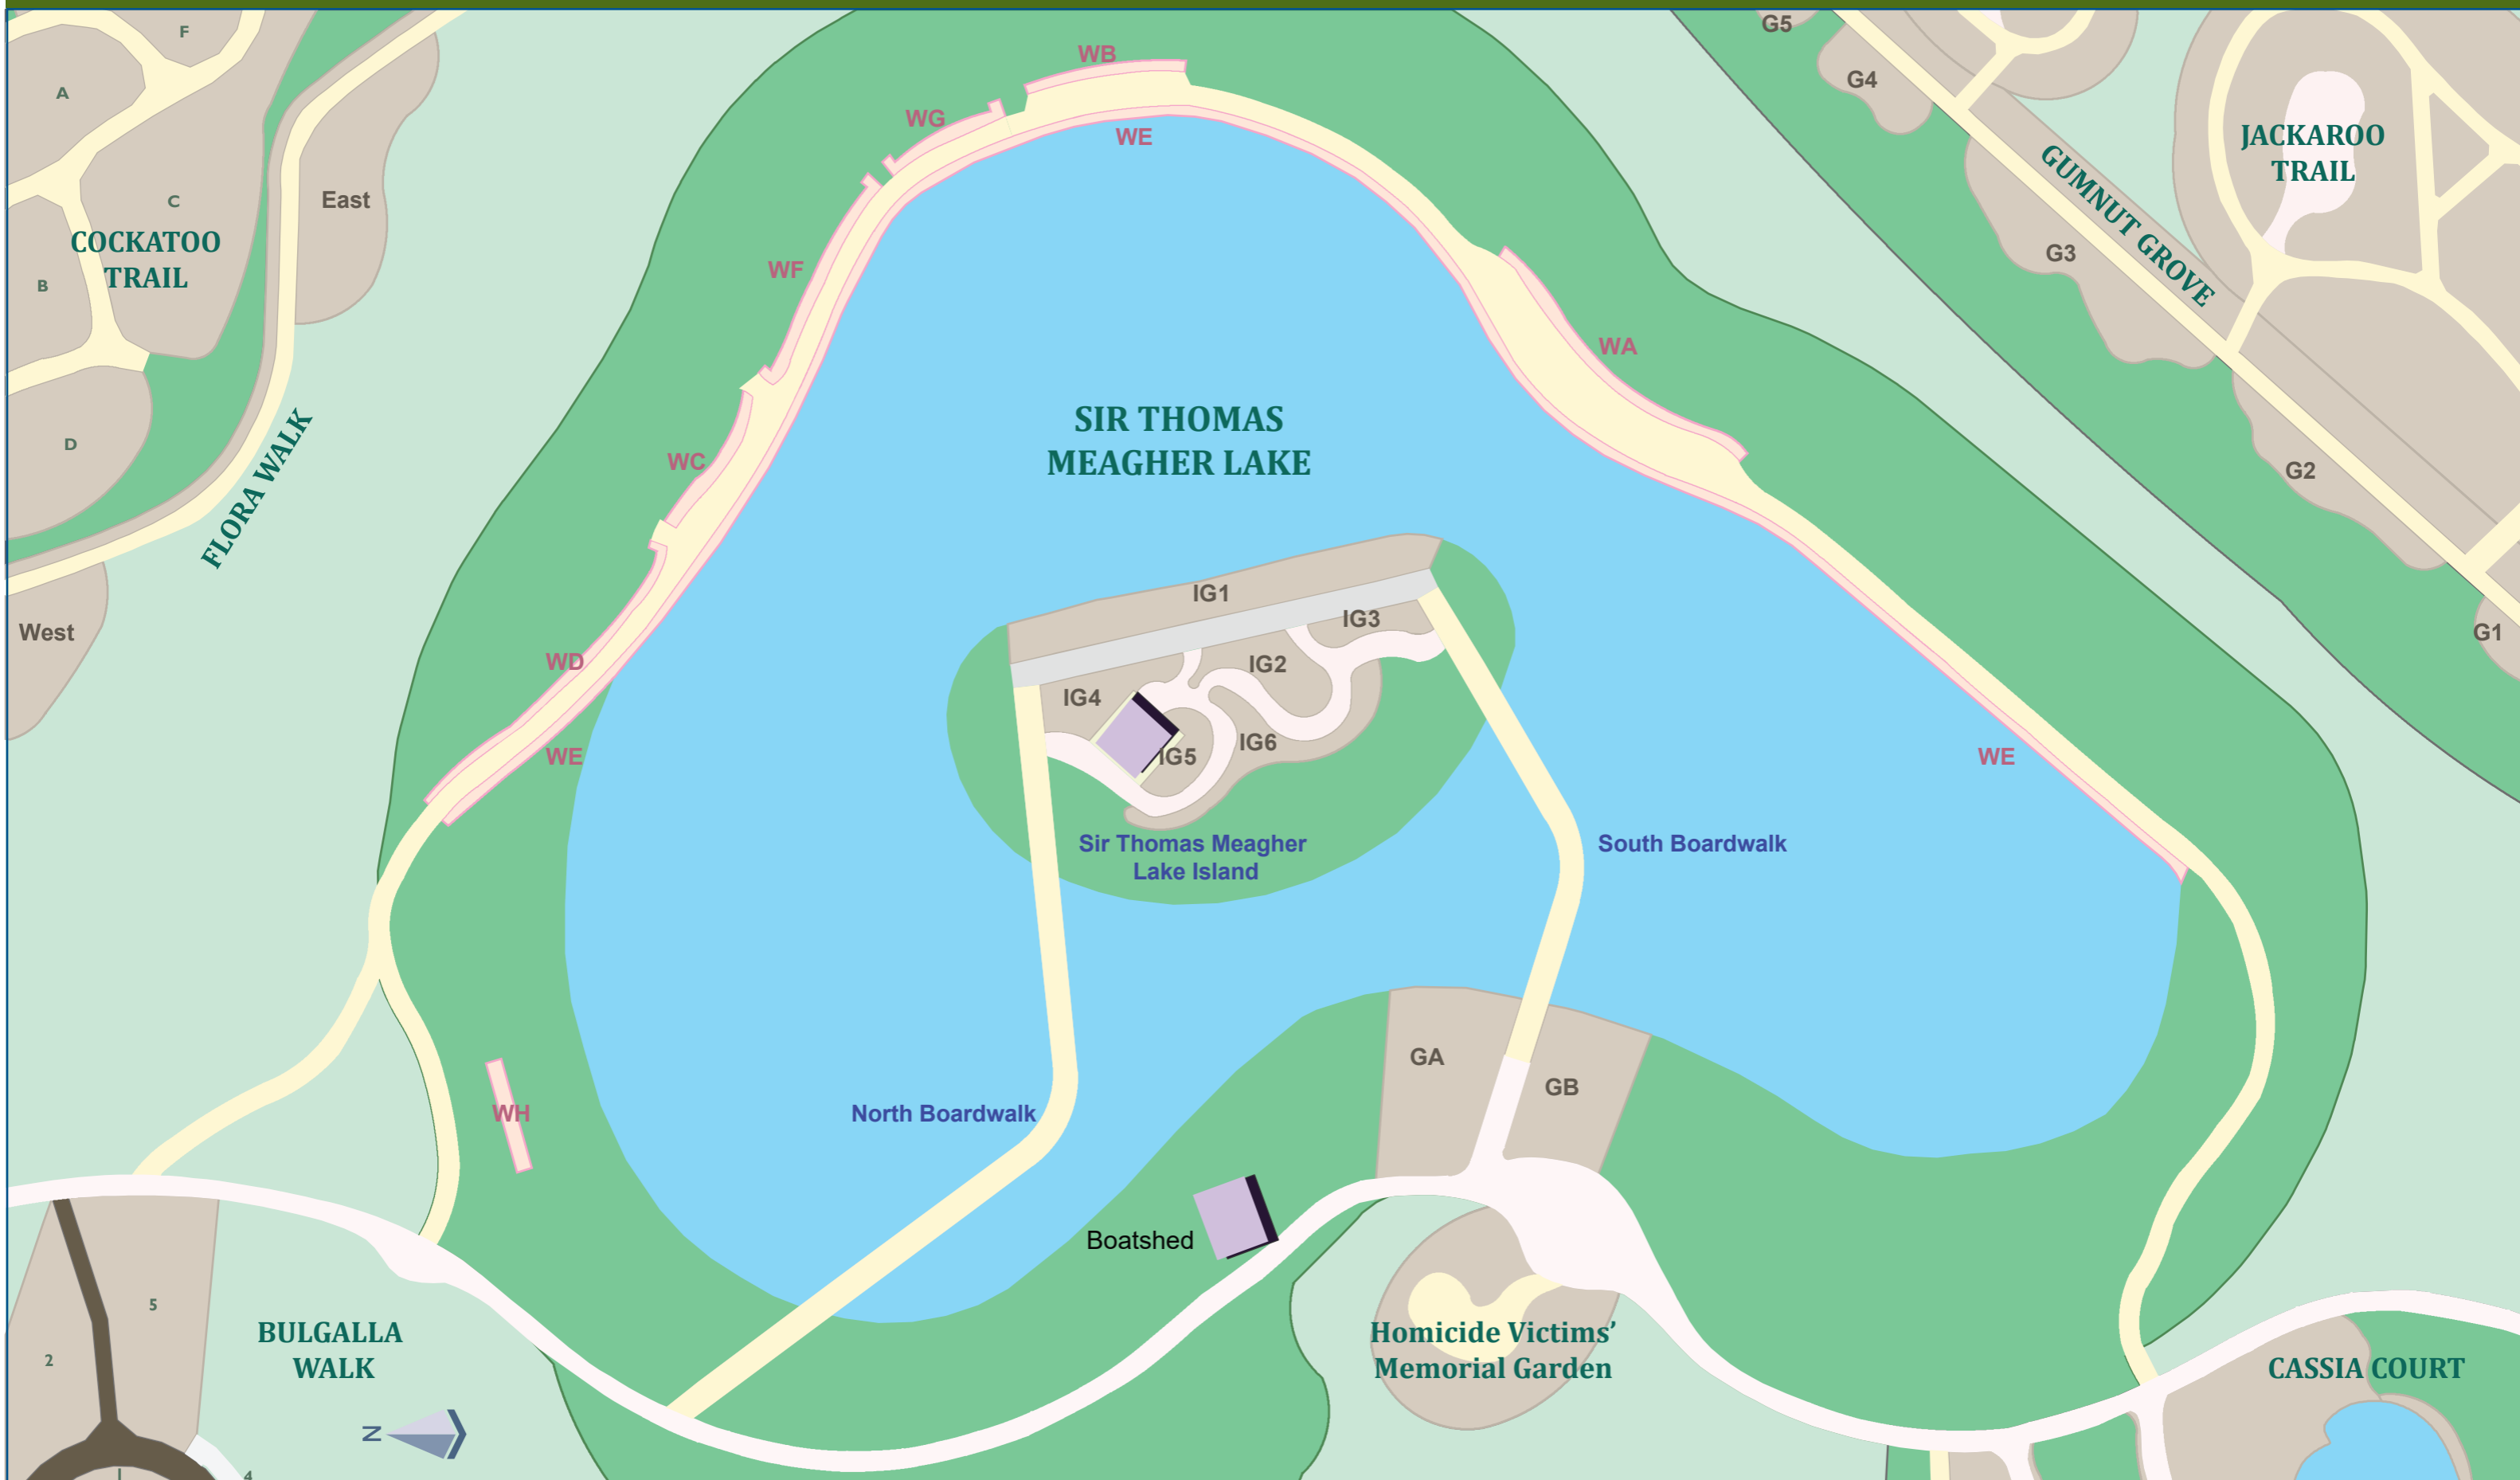 F
G5
WB
G4
A
WG
WE
JACKAROO
TRAIL
GUMNUT GROVE
East
C
COCKATOO
TRAIL
WF
B
G3
WA
SIR THOMAS
MEAGHER LAKE
D
WC
FLORA WALK
G2
IG1
IG3
West
G1
WD
IG2
IG4
IG6
WE
IG5
WE
Sir Thomas Meagher
Lake Island
South Boardwalk
GA
GB
WH
North Boardwalk
Boatshed
5
2
BULGALLA
WALK
Homicide Victims'
Memorial Garden
CASSIA COURT
N
4